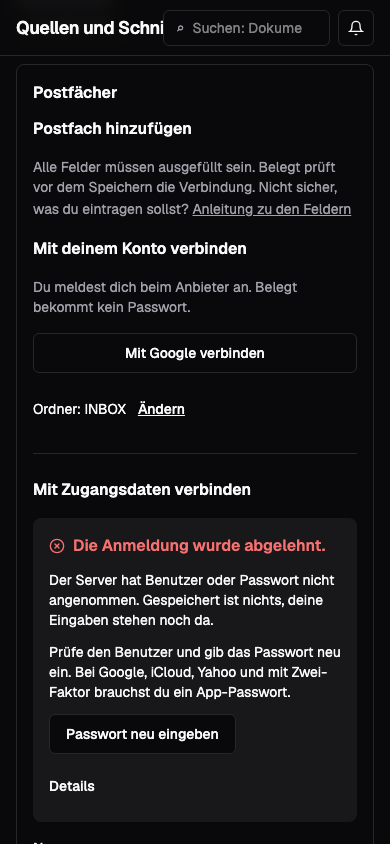 Quellen und Schni
Suchen: Dokume
Postfächer
Postfach hinzufügen
Alle Felder müssen ausgefüllt sein. Belegt prüft
vor dem Speichern die Verbindung. Nicht sicher,
was du eintragen sollst? Anleitung zu den Feldern
Mit deinem Konto verbinden
Du meldest dich beim Anbieter an. Belegt
bekommt kein Passwort.
Mit Google verbinden
Ordner: INBOX Ändern
Mit Zugangsdaten verbinden
Die Anmeldung wurde abgelehnt.
Der Server hat Benutzer oder Passwort nicht
angenommen. Gespeichert ist nichts, deine
Eingaben stehen noch da.
Prüfe den Benutzer und gib das Passwort neu
ein. Bei Google, iCloud, Yahoo und mit Zwei-
Faktor brauchst du ein App-Passwort.
Passwort neu eingeben
Details